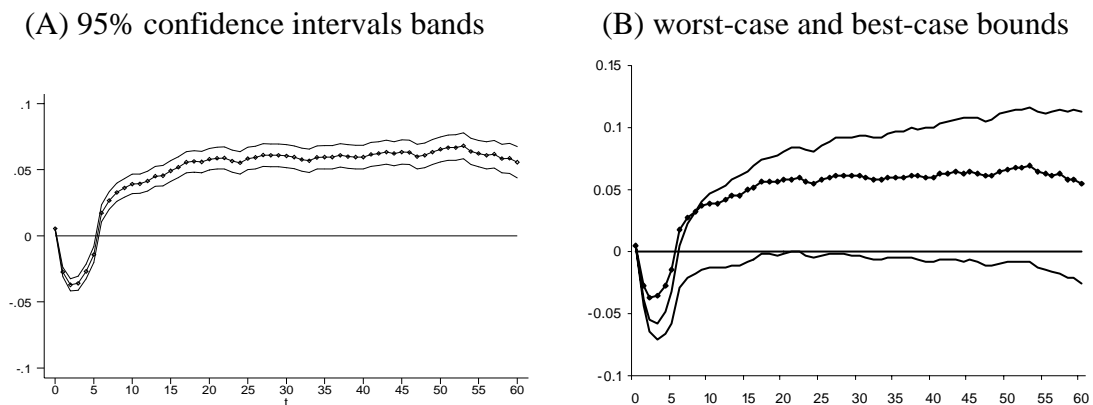 (A) 95% confidence intervals bands
(B) worst-case and best-case bounds
.1
.05
0
-.05
-.1
0 5 10 15 20 25 30 35 40 45 50 55 60
t
0.15
0.1
0.05
0
-0.05
-0.1
0 5 10 15 20 25 30 35 40 45 50 55 60